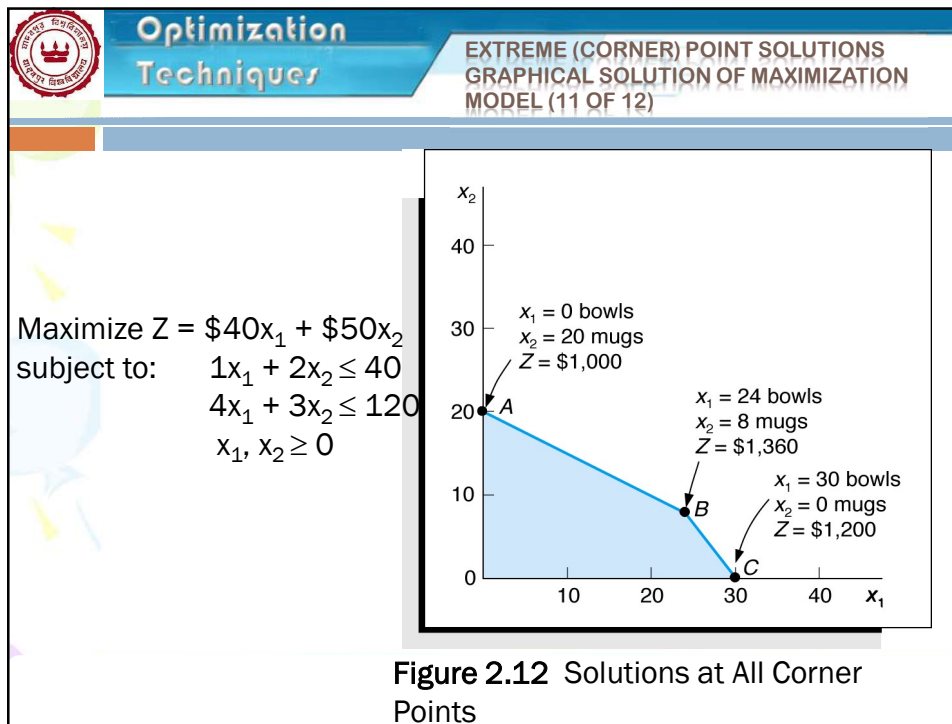 Optimization
Techniques
EXTREME (CORNER) POINT SOLUTIONS
GRAPHICAL SOLUTION OF MAXIMIZATION
MODEL (11 OF 12)
Maximize Z = $40x₁ + $50x₂
subject to: 1x₁ + 2x₂ ≤ 40
4x₁ + 3x₂ ≤ 120
x₁, x₂ ≥ 0
x₂
40
30
20
10
0
x₁ = 0 bowls
x₂ = 20 mugs
Z = $1,000
A
x₁ = 24 bowls
x₂ = 8 mugs
Z = $1,360
B
x₁ = 30 bowls
x₂ = 0 mugs
Z = $1,200
C
10 20 30 40 x₁
Figure 2.12 Solutions at All Corner
Points